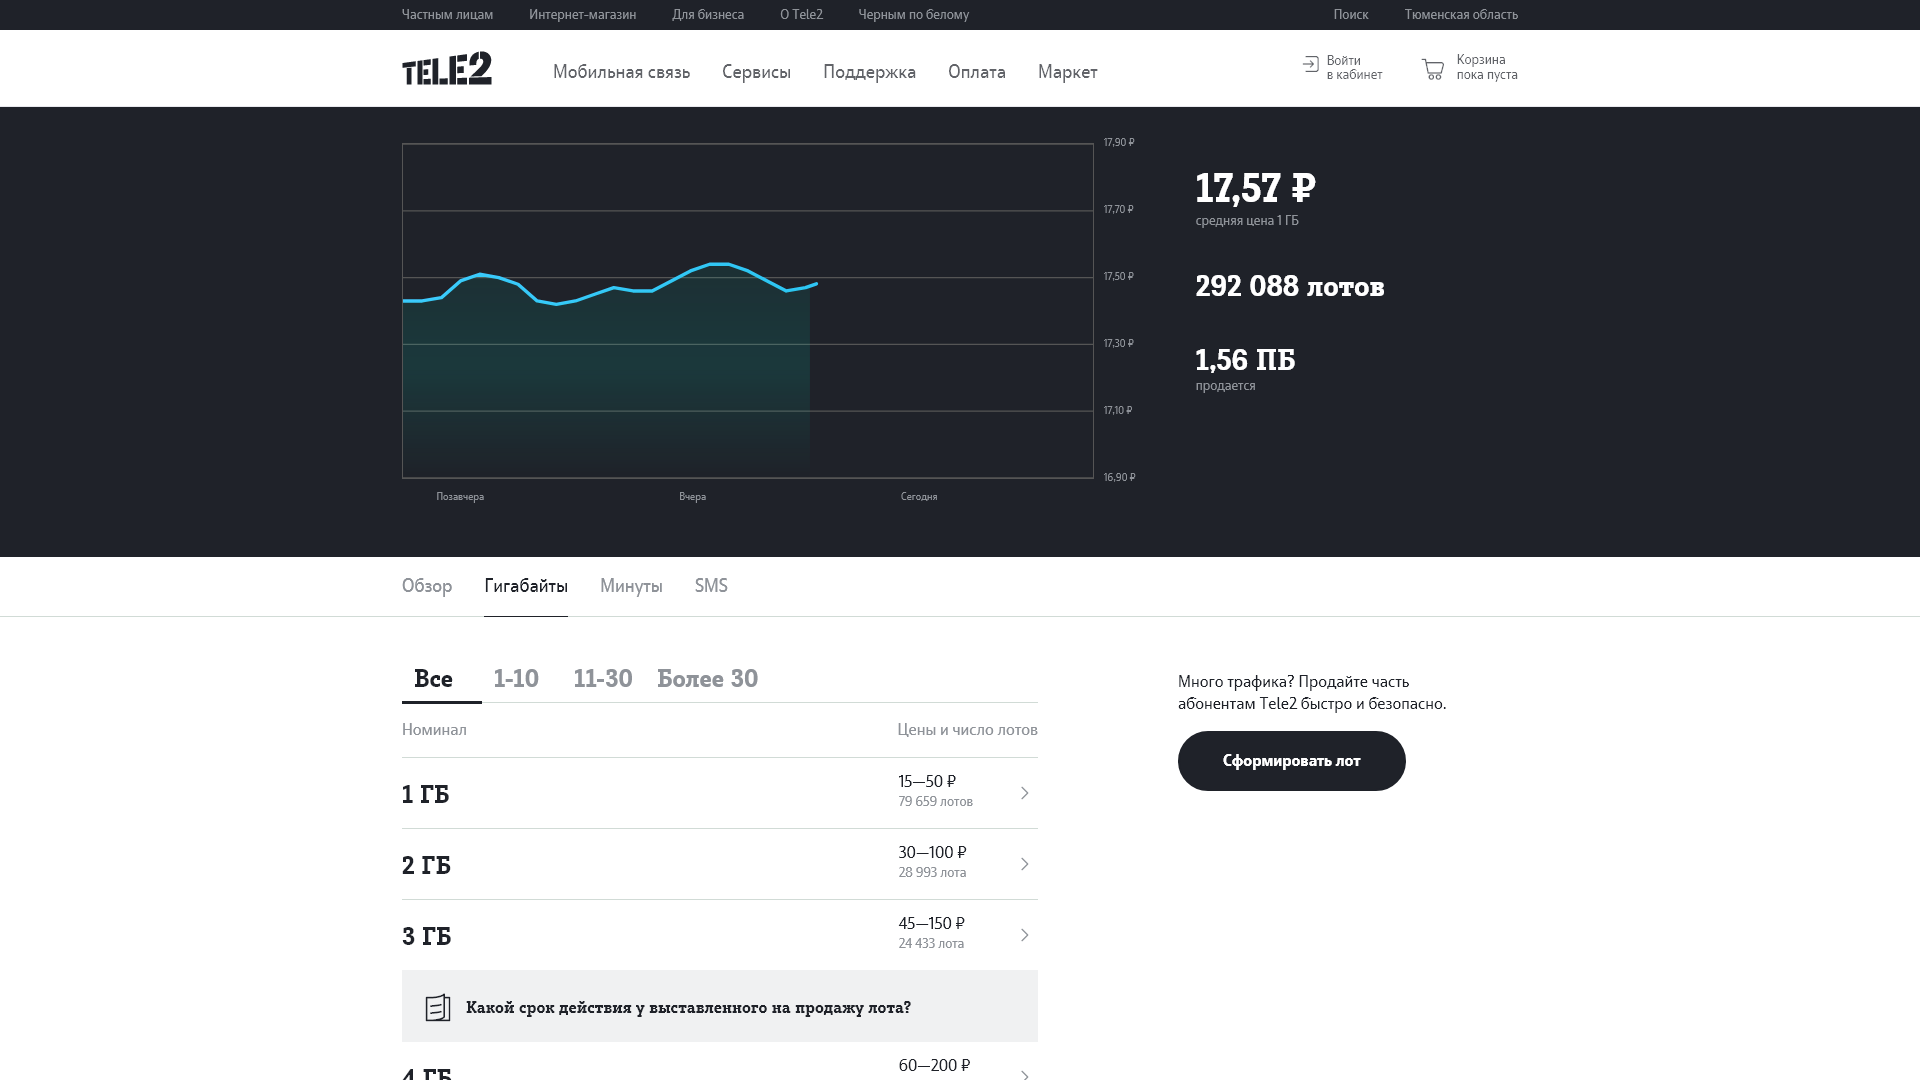 Частным лицам Интернет-магазин Для бизнеса О Tele2 Черным по белому Поиск Тюменская область
TELE2 Мобильная связь Сервисы Поддержка Оплата Маркет
Войти
в кабинет
Корзина
пока пуста
17,90 ₽
17,70 ₽
17,50 ₽
17,30 ₽
17,10 ₽
16,90 ₽
Позавчера Вчера Сегодня
17,57 ₽
средняя цена 1 ГБ
292 088 лотов
1,56 ПБ
продается
Обзор Гигабайты Минуты SMS
Все 1-10 11-30 Более 30
Номинал Цены и число лотов
1 ГБ
15—50 ₽
79 659 лотов
2 ГБ
30—100 ₽
28 993 лота
3 ГБ
45—150 ₽
24 433 лота
Какой срок действия у выставленного на продажу лота?
4 ГБ
60—200 ₽
Много трафика? Продайте часть
абонентам Tele2 быстро и безопасно.
Сформировать лот